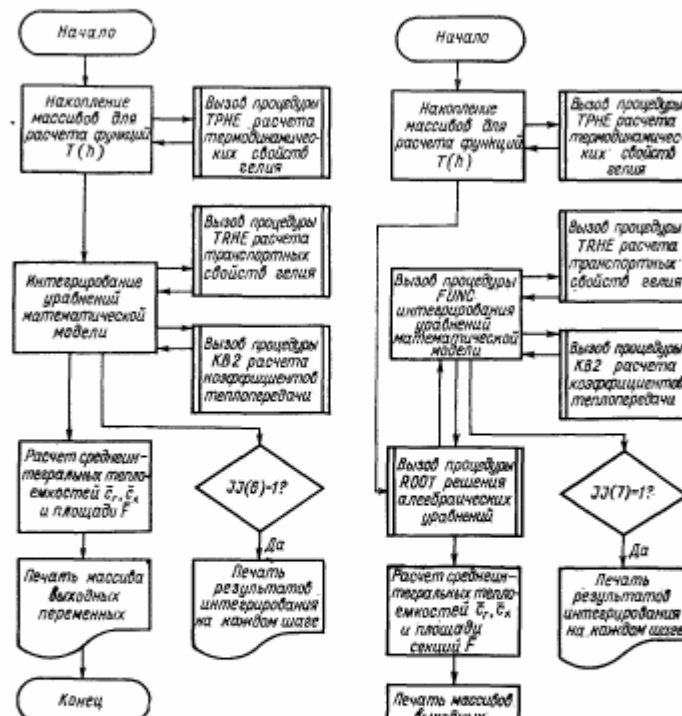 Начало
Накопление
массивов для
расчета функций
T(h)
Вызов процедуры
TPHE расчета
термодинамичес-
ких свойств
гелия
Вызов процедуры
TRHE расчета
транспортных
свойств гелия
Интегрирование
уравнений
математической
модели
Вызов процедуры
KB2 расчета
коэффициентов
теплопередачи
Расчет среднеин-
тегральных тепло-
емкостей c̄г, c̄х
и площади F
JJ(6)=1?
Да
Печать массива
выходных
переменных
Печать
результатов
интегрирования
на каждом шаге
Конец
Начало
Накопление
массивов для
расчета функций
T(h)
Вызов процедуры
TPHE расчета
термодинамичес
ких свойств
гелия
Вызов процедуры
TRHE расчета
транспортных
свойств гелия
Вызов процедуры
FUNC
интегрирования
уравнений
математической
модели
Вызов процедуры
KB2 расчета
коэффициентов
теплопередачи
Вызов процедуры
ROOT решения
алгебраических
уравнений
JJ(7)=1?
Да
Расчет среднеин-
тегральных тепло-
емкостей c̄г, c̄х
и площади
секций F
Печать
результатов
интегрирования
на каждом шаге
Печать массивов
выходных